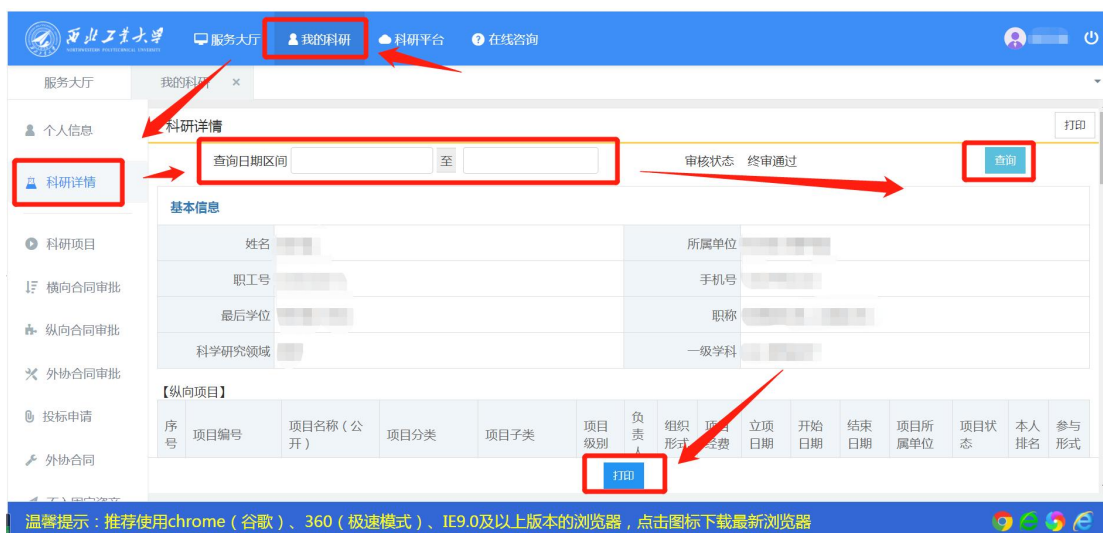 西北工业大学 服务大厅 我的科研 科研平台 在线咨询
NORTHWESTERN POLYTECHNICAL UNIVERSITY
服务大厅 我的科研 ×
个人信息
科研详情
科研项目
横向合同审批
纵向合同审批
外协合同审批
投标申请
外协合同
科研详情 打印
查询日期区间 至 审核状态 终审通过 查询
基本信息
姓名 所属单位
职工号 手机号
最后学位 职称
科学研究领域 一级学科
【纵向项目】
序号 项目编号 项目名称(公开) 项目分类 项目子类 项目级别 负责人 组织形式 项目经费 立项日期 开始日期 结束日期 项目所属单位 项目状态 本人排名 参与形式
打印
温馨提示:推荐使用chrome(谷歌)、360(极速模式)、IE9.0及以上版本的浏览器,点击图标下载最新浏览器